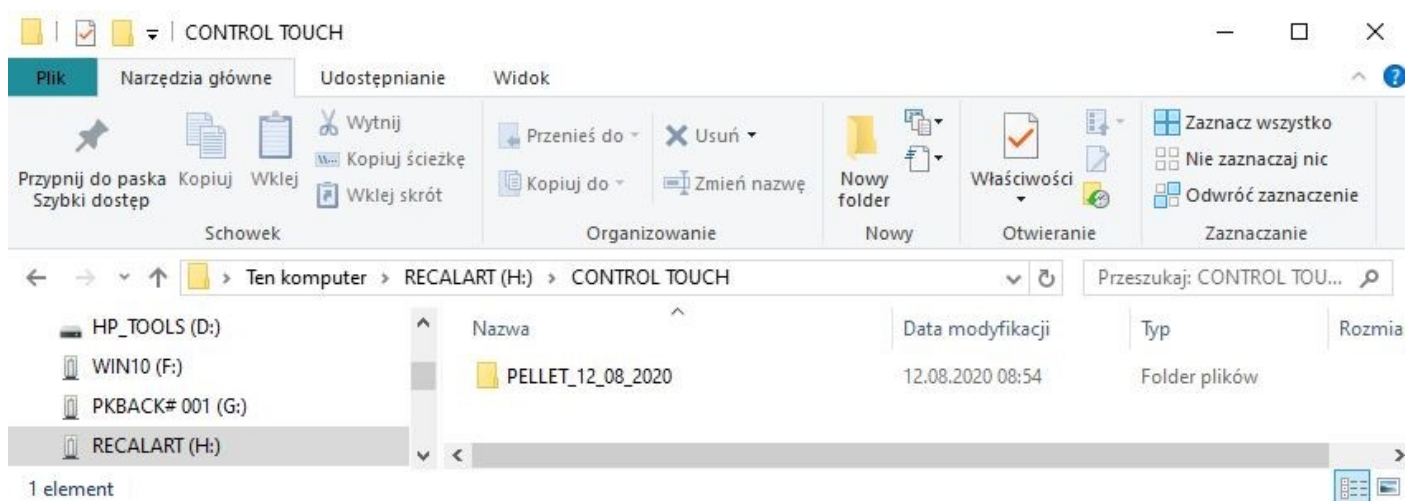 CONTROL TOUCH
Plik Narzędzia główne Udostępnianie Widok
Przypnij do paska Szybki dostęp
Kopiuj
Wklej
Wytnij
Kopiuj ścieżkę
Wklej skrót
Schowek
Przenieś do
Kopiuj do
Usuń
Zmień nazwę
Organizowanie
Nowy folder
Nowy
Właściwości
Otwieranie
Zaznacz wszystko
Nie zaznaczaj nic
Odwróć zaznaczenie
Zaznaczanie
Ten komputer > RECALART (H:) > CONTROL TOUCH
Przeszukaj: CONTROL TOU...
HP_TOOLS (D:)
WIN10 (F:)
PKBACK# 001 (G:)
RECALART (H:)
Nazwa Data modyfikacji Typ Rozmia
PELLET_12_08_2020 12.08.2020 08:54 Folder plików
1 element